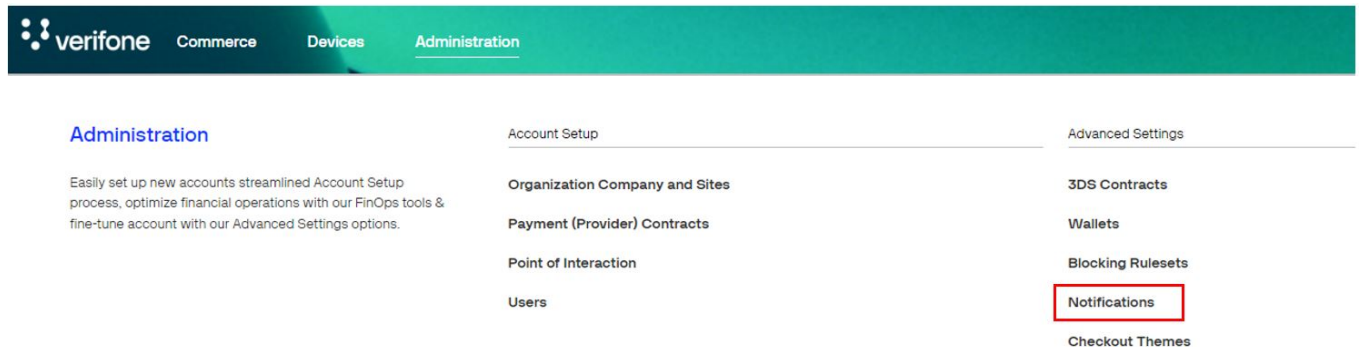 verifone Commerce Devices Administration
Administration
Easily set up new accounts streamlined Account Setup
process, optimize financial operations with our FinOps tools &
fine-tune account with our Advanced Settings options.
Account Setup
Organization Company and Sites
Payment (Provider) Contracts
Point of Interaction
Users
Advanced Settings
3DS Contracts
Wallets
Blocking Rulesets
Notifications
Checkout Themes